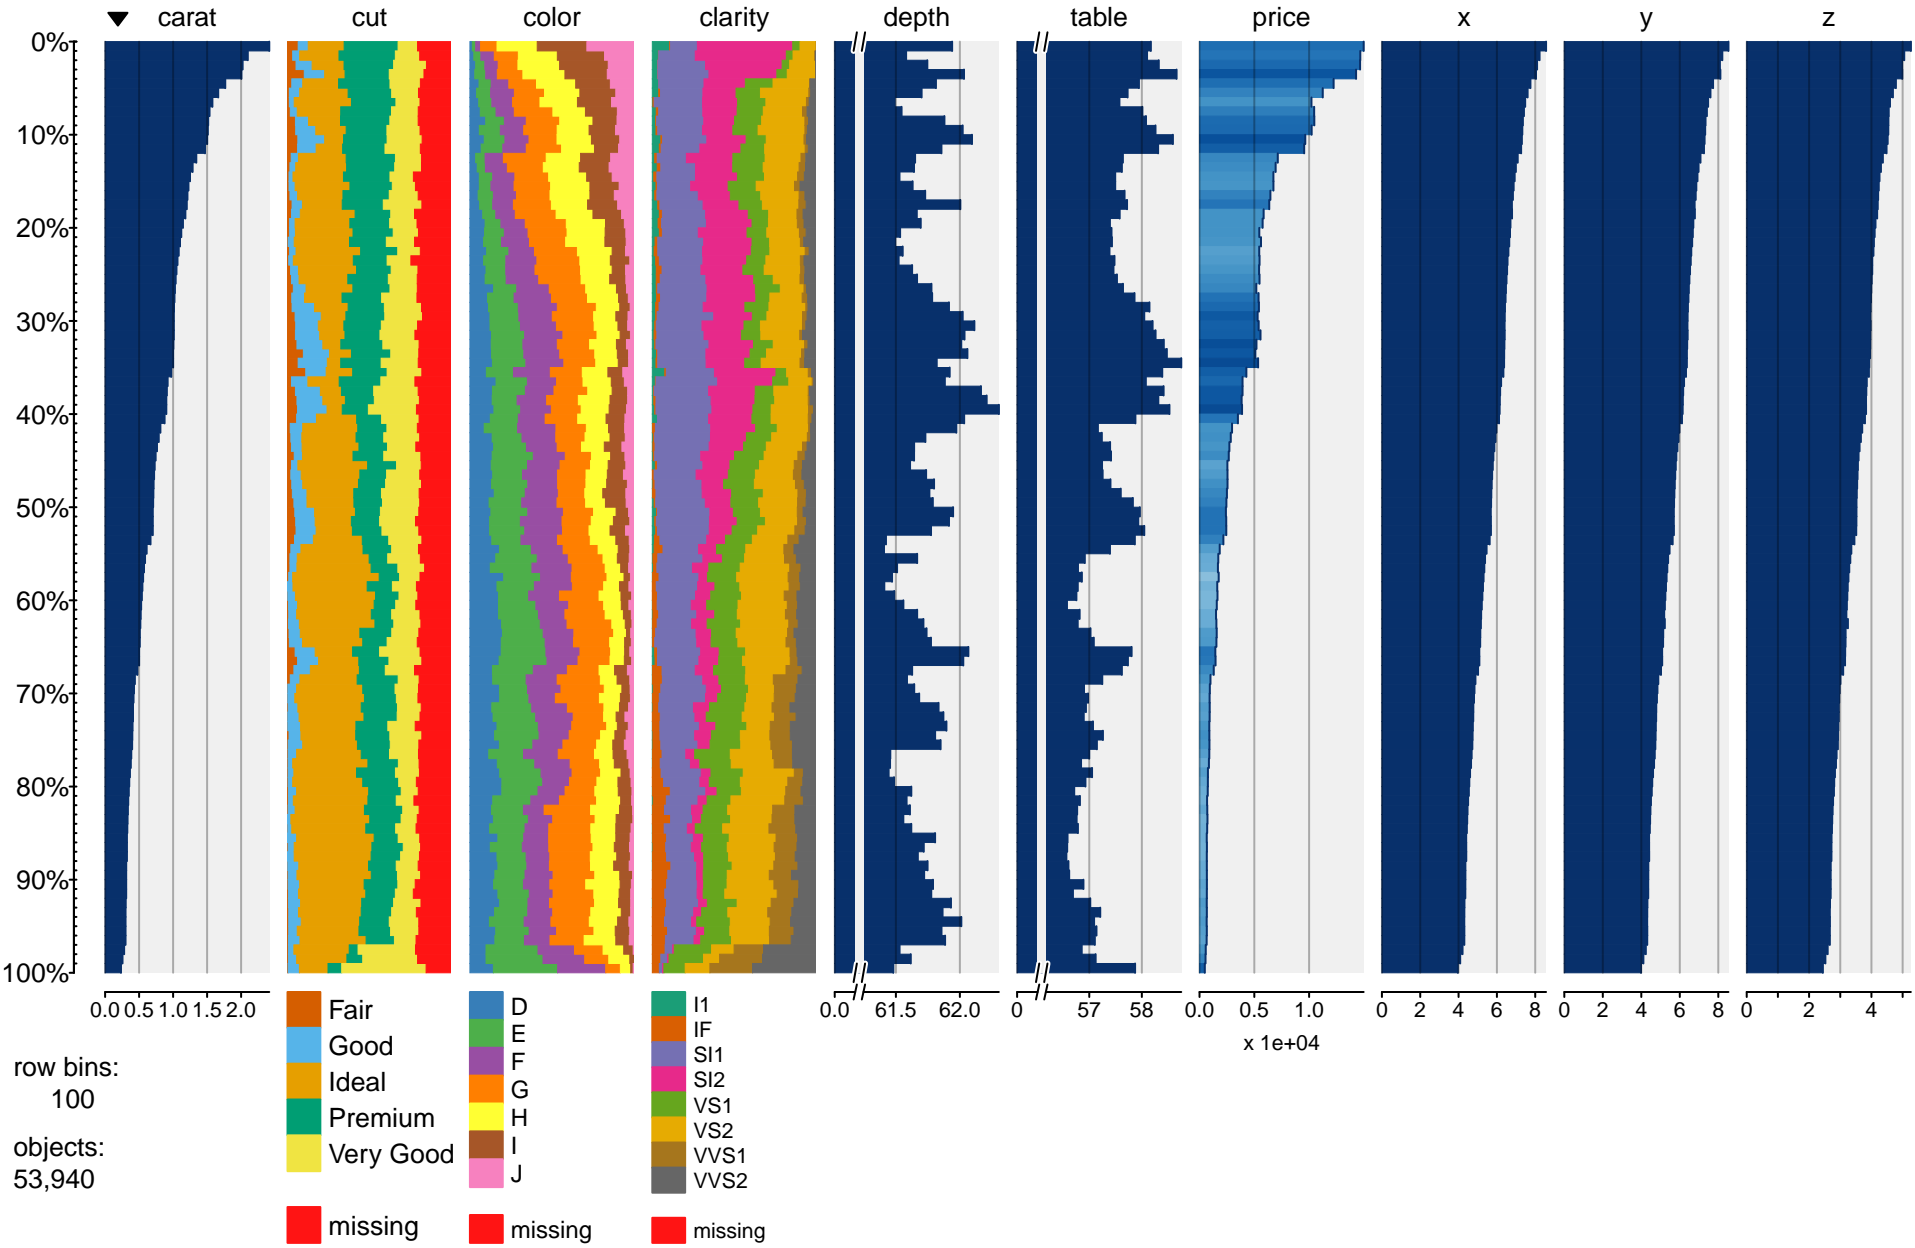 carat cut color clarity depth table price x y z
0%
10%
20%
30%
40%
50%
60%
70%
80%
90%
100%
0.0 0.5 1.0 1.5 2.0
0.0 61.5 62.0
0 57 58
0.0 0.5 1.0
0 2 4 6 8
0 2 4 6 8
0 2 4
x 1e+04
row bins:
100
objects:
53,940
Fair
Good
Ideal
Premium
Very Good
missing
D
E
F
G
H
I
J
missing
I1
IF
SI1
SI2
VS1
VS2
VVS1
VVS2
missing